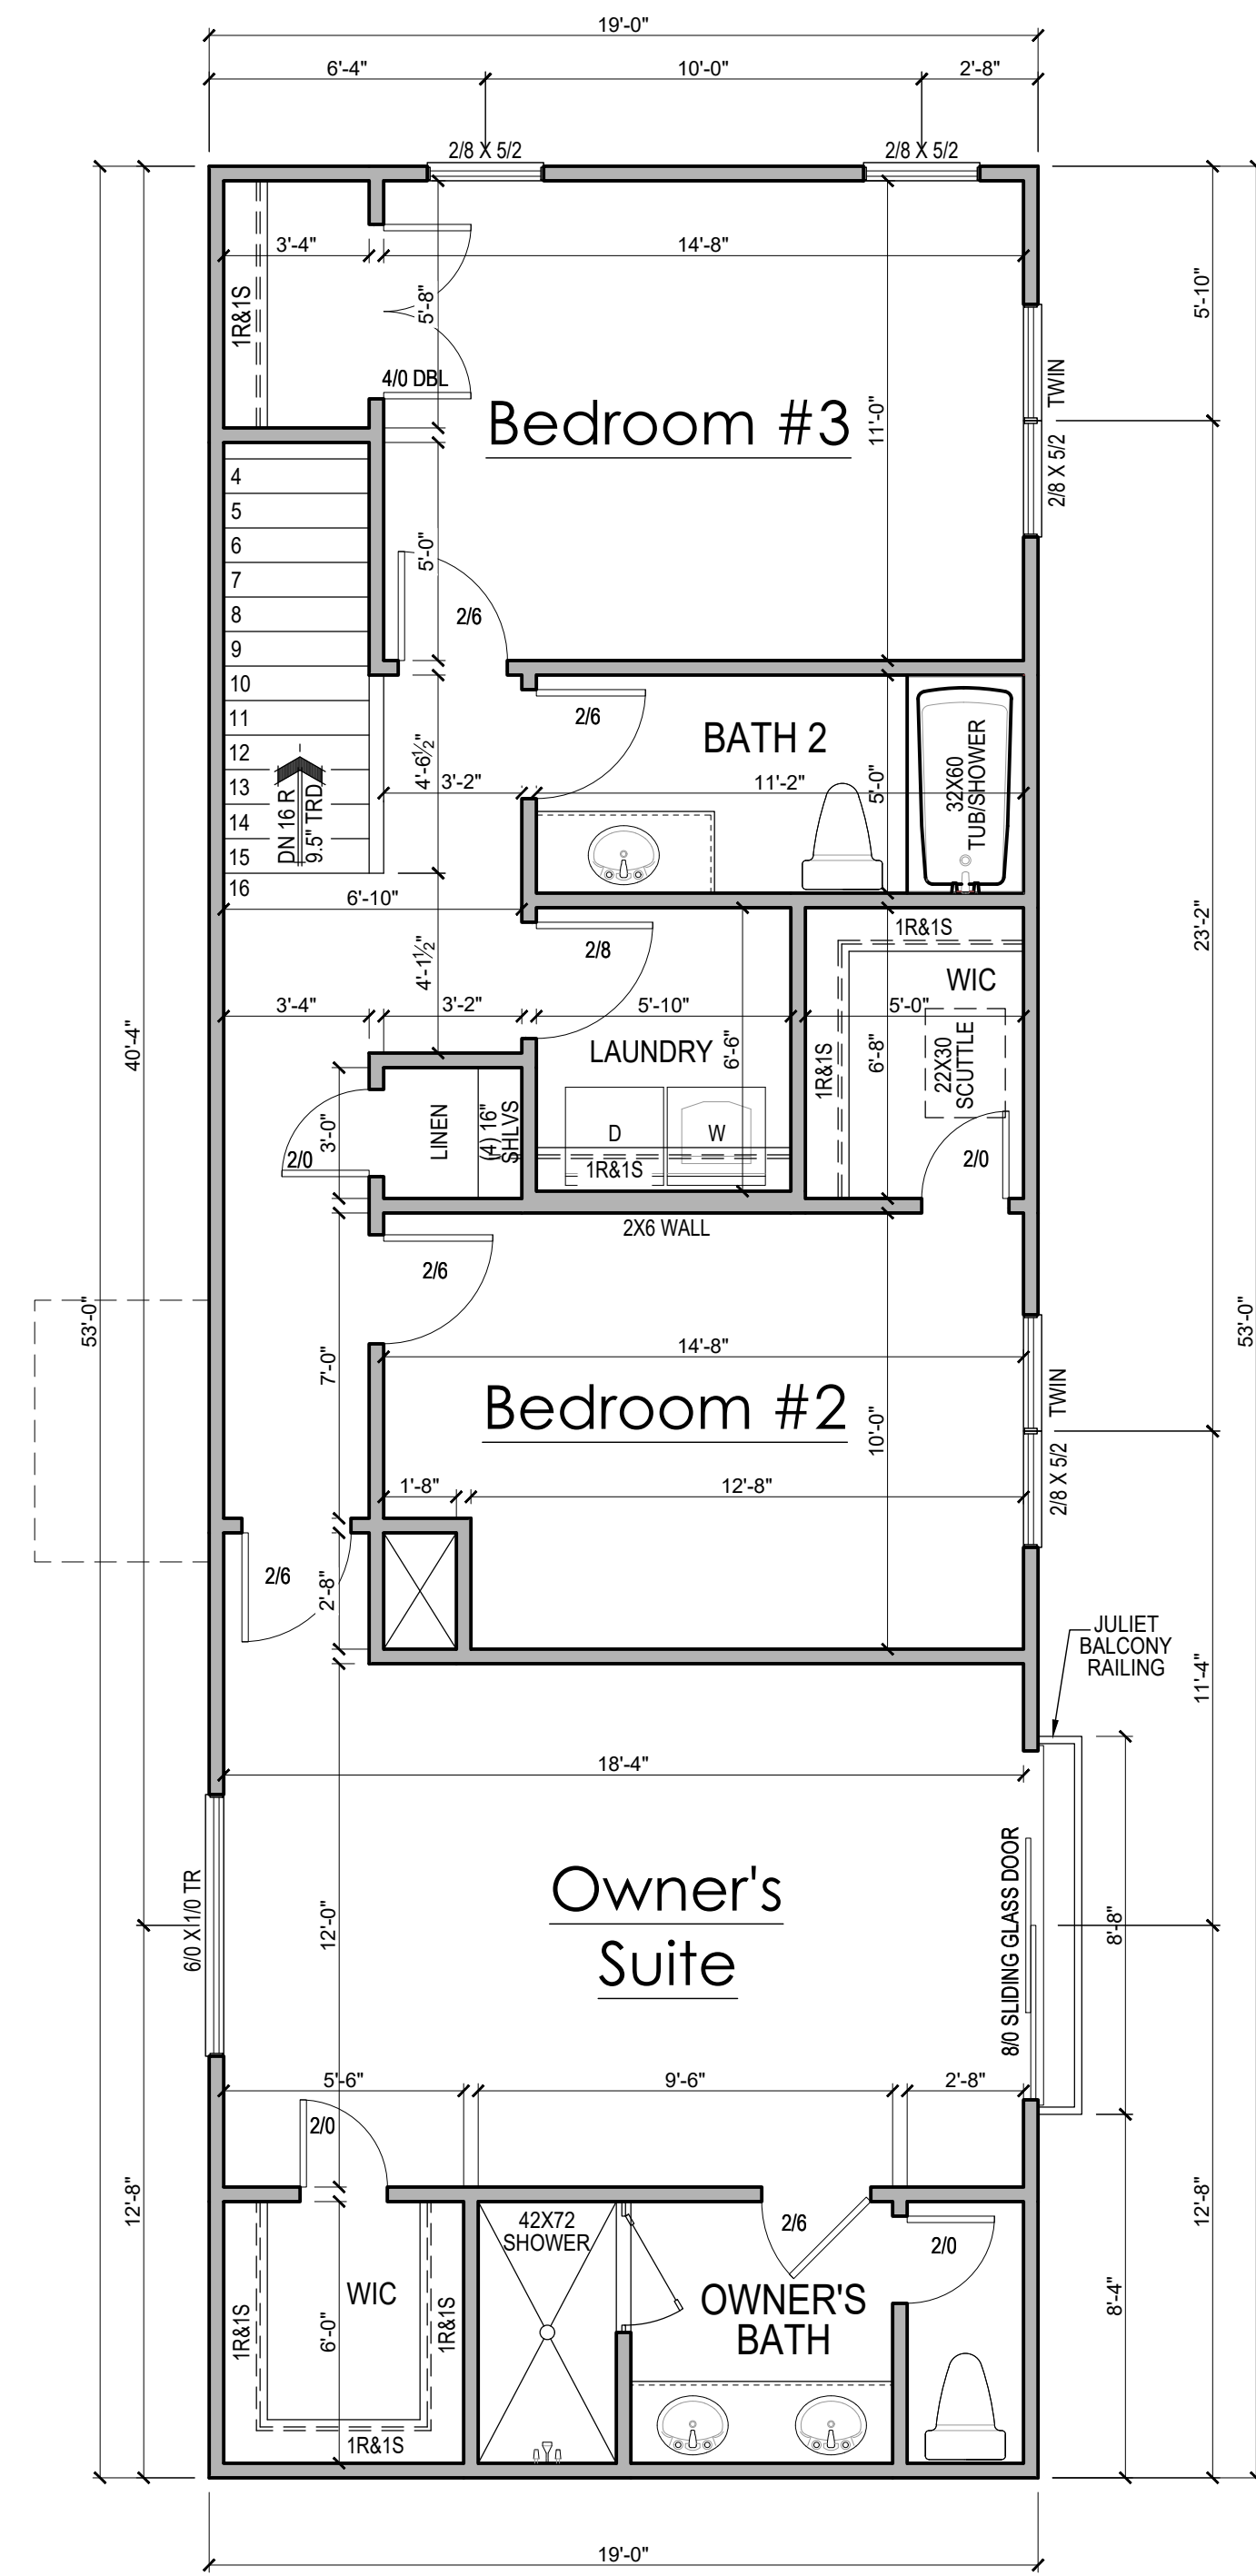 19'-0"
6'-4"
10'-0"
2'-8"
2/8 X 5/2
2/8 X 5/2
3'-4"
14'-8"
5'-10"
1R&1S
5'-8"
TWIN
4/0 DBL
Bedroom #3
11'-0"
2/8 X 5/2
4
5
6
7
8
9
10
11
12
13
14
15
16
5'-0"
2/6
2/6
BATH 2
4'-6½"
3'-2"
11'-2"
5'-0"
32X60
TUB/SHOWER
DN 16 R
9.5" TRD
6'-10"
2/8
1R&1S
23'-2"
4'-1½"
WIC
3'-4"
3'-2"
5'-10"
5'-0"
40'-4"
LAUNDRY
6'-6"
6'-8"
1R&1S
22X30
SCUTTLE
3'-0"
LINEN
(4) 16"
SHLVS
D
W
2/0
1R&1S
2/0
2X6 WALL
2/6
53'-0"
53'-0"
7'-0"
14'-8"
Bedroom #2
10'-0"
TWIN
2/8 X 5/2
1'-8"
12'-8"
2/6
2'-8"
JULIET
BALCONY
RAILING
11'-4"
18'-4"
6/0 X 1/0 TR
12'-0"
Owner's
Suite
8/0 SLIDING GLASS DOOR
8'-8"
5'-6"
9'-6"
2'-8"
2/0
12'-8"
12'-8"
42X72
SHOWER
2/6
2/0
WIC
OWNER'S
BATH
1R&1S
6'-0"
1R&1S
8'-4"
1R&1S
19'-0"